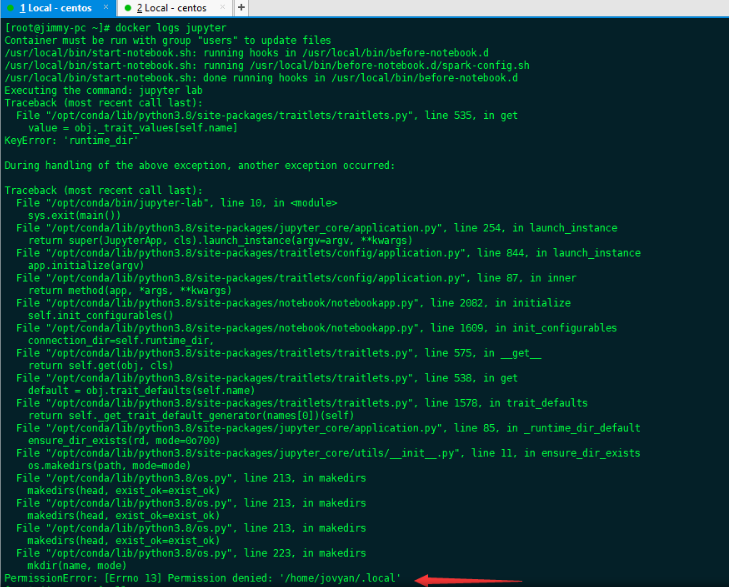 1 Local - centos × 2 Local - centos × +
[root@jimmy-pc ~]# docker logs jupyter
Container must be run with group "users" to update files
/usr/local/bin/start-notebook.sh: running hooks in /usr/local/bin/before-notebook.d
/usr/local/bin/start-notebook.sh: running /usr/local/bin/before-notebook.d/spark-config.sh
/usr/local/bin/start-notebook.sh: done running hooks in /usr/local/bin/before-notebook.d
Executing the command: jupyter lab
Traceback (most recent call last):
  File "/opt/conda/lib/python3.8/site-packages/traitlets/traitlets.py", line 535, in get
    value = obj._trait_values[self.name]
KeyError: 'runtime_dir'

During handling of the above exception, another exception occurred:

Traceback (most recent call last):
  File "/opt/conda/bin/jupyter-lab", line 10, in <module>
    sys.exit(main())
  File "/opt/conda/lib/python3.8/site-packages/jupyter_core/application.py", line 254, in launch_instance
    return super(JupyterApp, cls).launch_instance(argv=argv, **kwargs)
  File "/opt/conda/lib/python3.8/site-packages/traitlets/config/application.py", line 844, in launch_instance
    app.initialize(argv)
  File "/opt/conda/lib/python3.8/site-packages/traitlets/config/application.py", line 87, in inner
    return method(app, *args, **kwargs)
  File "/opt/conda/lib/python3.8/site-packages/notebook/notebookapp.py", line 2082, in initialize
    self.init_configurables()
  File "/opt/conda/lib/python3.8/site-packages/notebook/notebookapp.py", line 1609, in init_configurables
    connection_dir=self.runtime_dir,
  File "/opt/conda/lib/python3.8/site-packages/traitlets/traitlets.py", line 575, in __get__
    return self.get(obj, cls)
  File "/opt/conda/lib/python3.8/site-packages/traitlets/traitlets.py", line 538, in get
    default = obj.trait_defaults(self.name)
  File "/opt/conda/lib/python3.8/site-packages/traitlets/traitlets.py", line 1578, in trait_defaults
    return self._get_trait_default_generator(names[0])(self)
  File "/opt/conda/lib/python3.8/site-packages/jupyter_core/application.py", line 85, in _runtime_dir_default
    ensure_dir_exists(rd, mode=0o700)
  File "/opt/conda/lib/python3.8/site-packages/jupyter_core/utils/__init__.py", line 11, in ensure_dir_exists
    os.makedirs(path, mode=mode)
  File "/opt/conda/lib/python3.8/os.py", line 213, in makedirs
    makedirs(head, exist_ok=exist_ok)
  File "/opt/conda/lib/python3.8/os.py", line 213, in makedirs
    makedirs(head, exist_ok=exist_ok)
  File "/opt/conda/lib/python3.8/os.py", line 213, in makedirs
    makedirs(head, exist_ok=exist_ok)
  File "/opt/conda/lib/python3.8/os.py", line 223, in makedirs
    mkdir(name, mode)
PermissionError: [Errno 13] Permission denied: '/home/jovyan/.local'